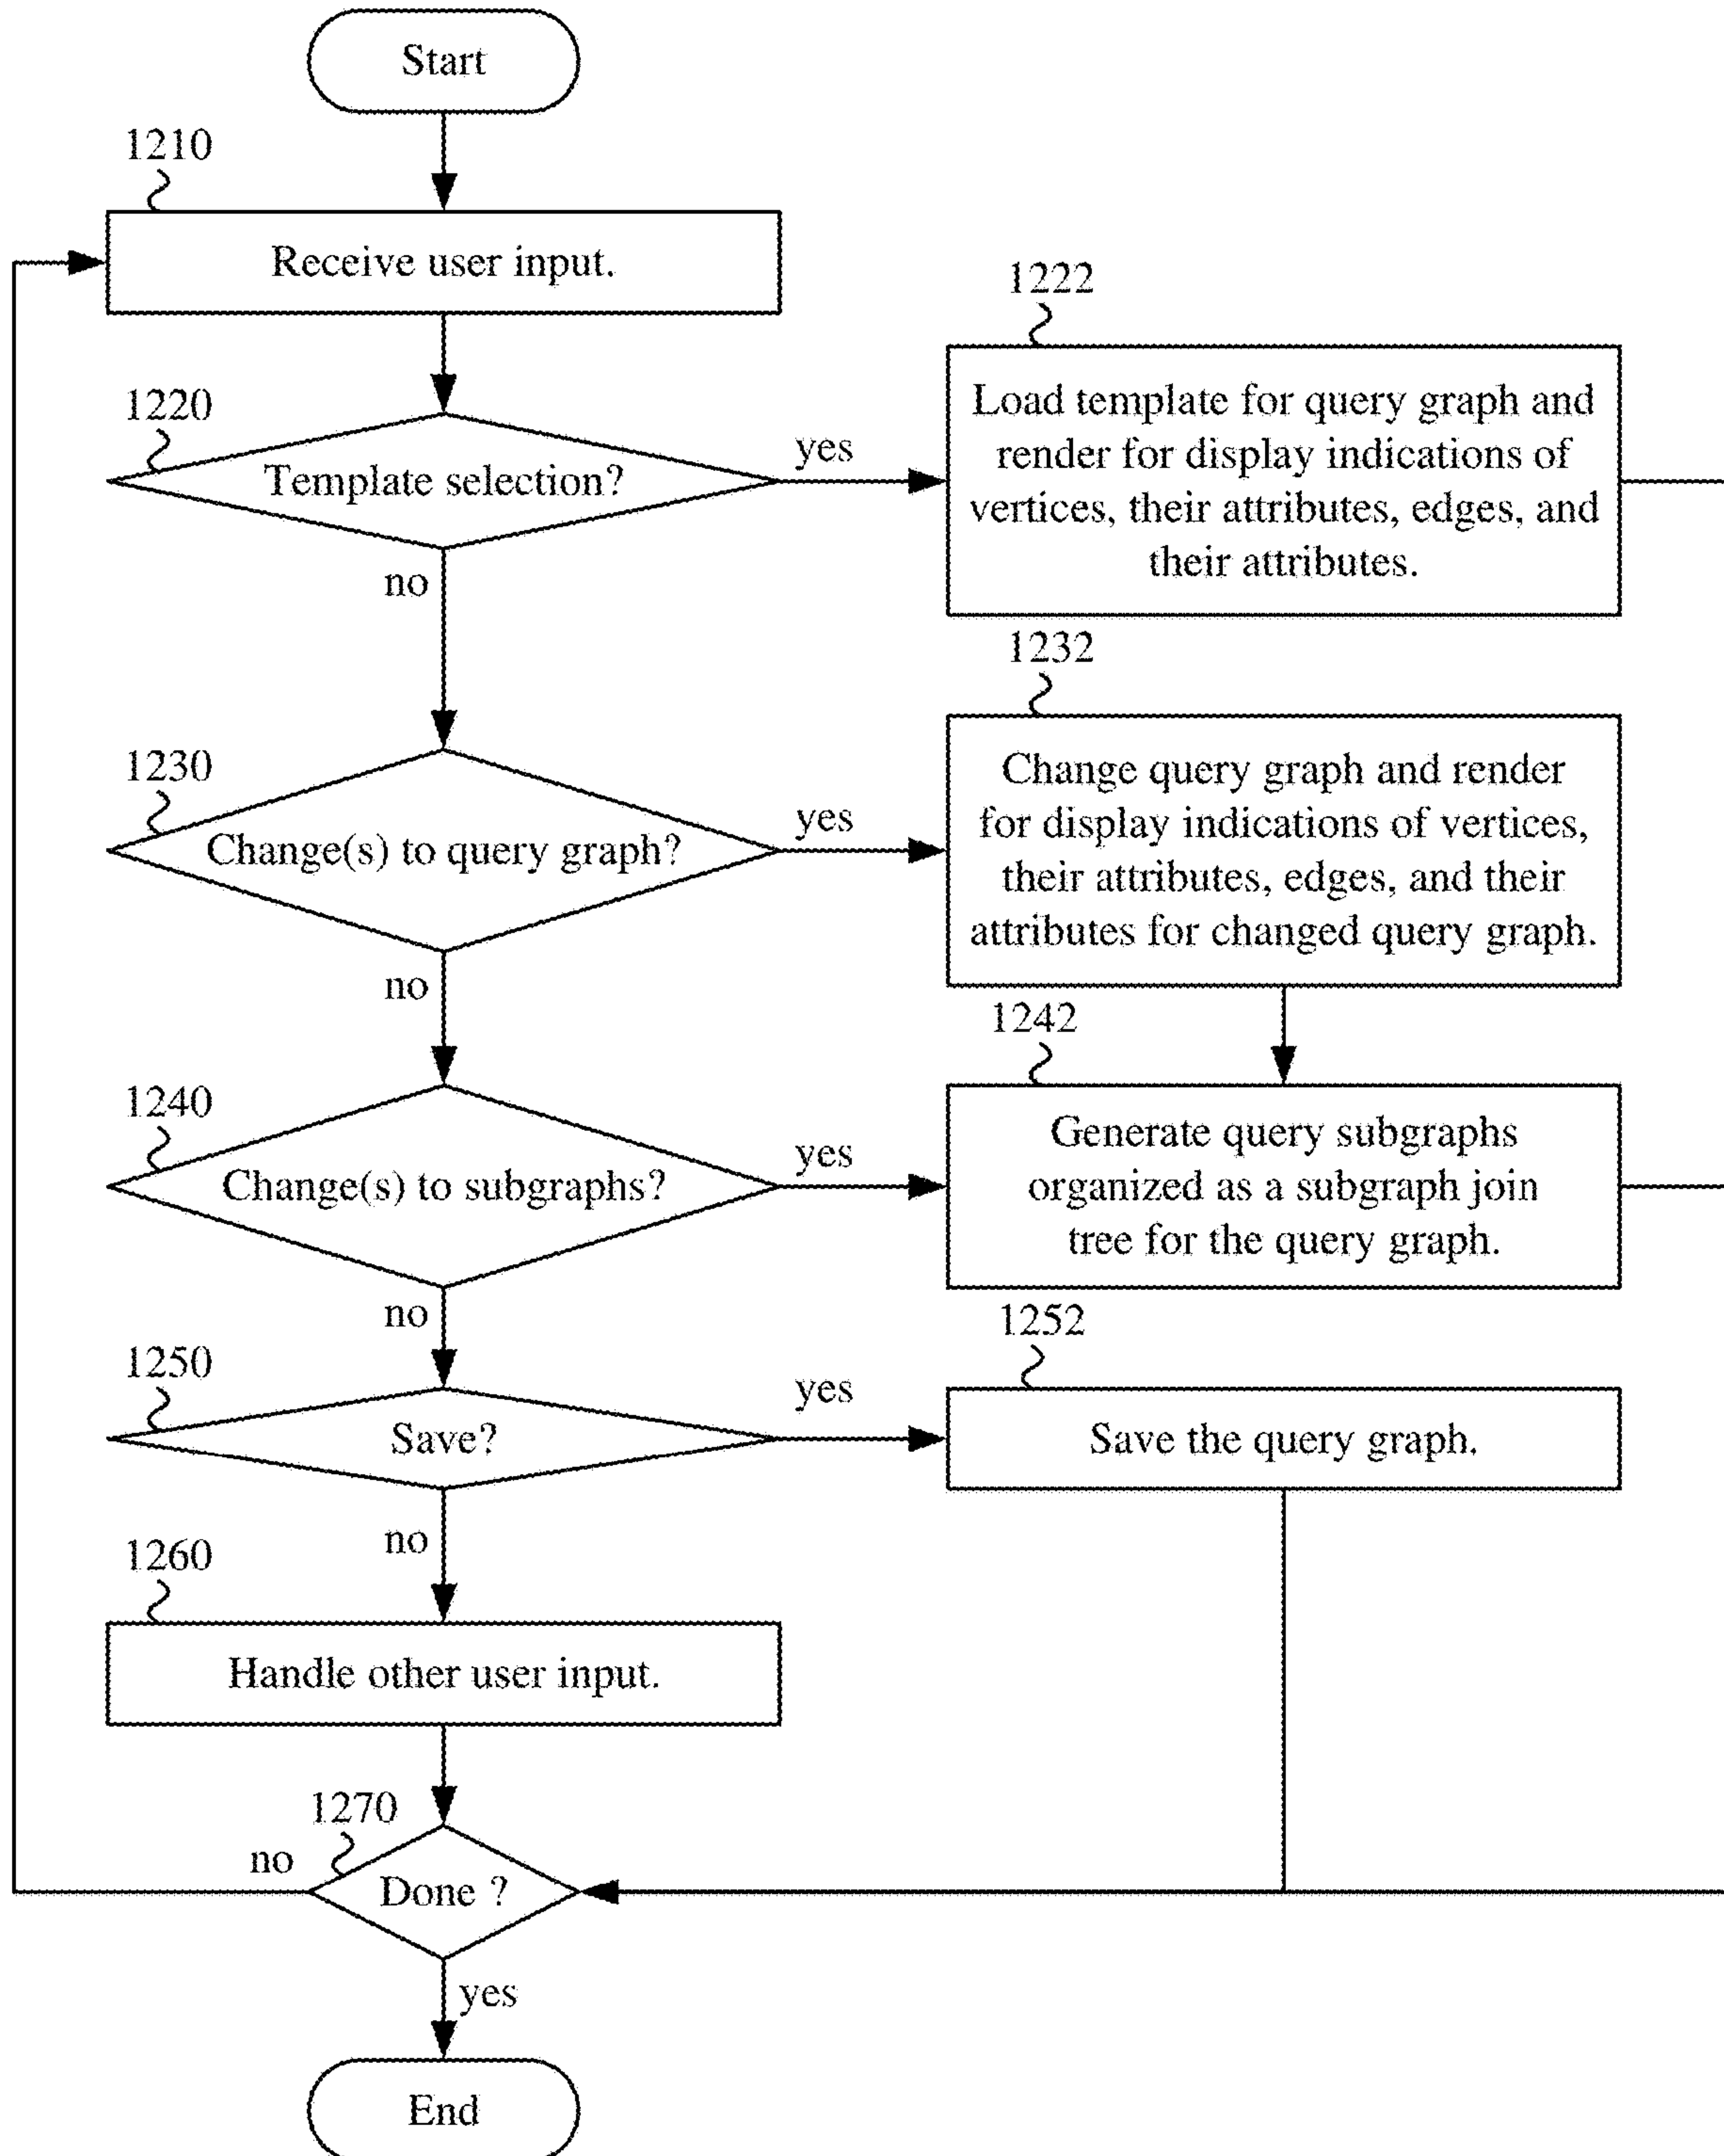 Start
1210
Receive user input.
1222
Load template for query graph and
render for display indications of
vertices, their attributes, edges, and
their attributes.
1220
Template selection?
yes
no
1232
Change query graph and render
for display indications of vertices,
their attributes, edges, and their
attributes for changed query graph.
1230
Change(s) to query graph?
yes
no
1242
Generate query subgraphs
organized as a subgraph join
tree for the query graph.
1240
Change(s) to subgraphs?
yes
no
1252
Save the query graph.
1250
Save?
yes
no
1260
Handle other user input.
1270
Done ?
no
yes
End